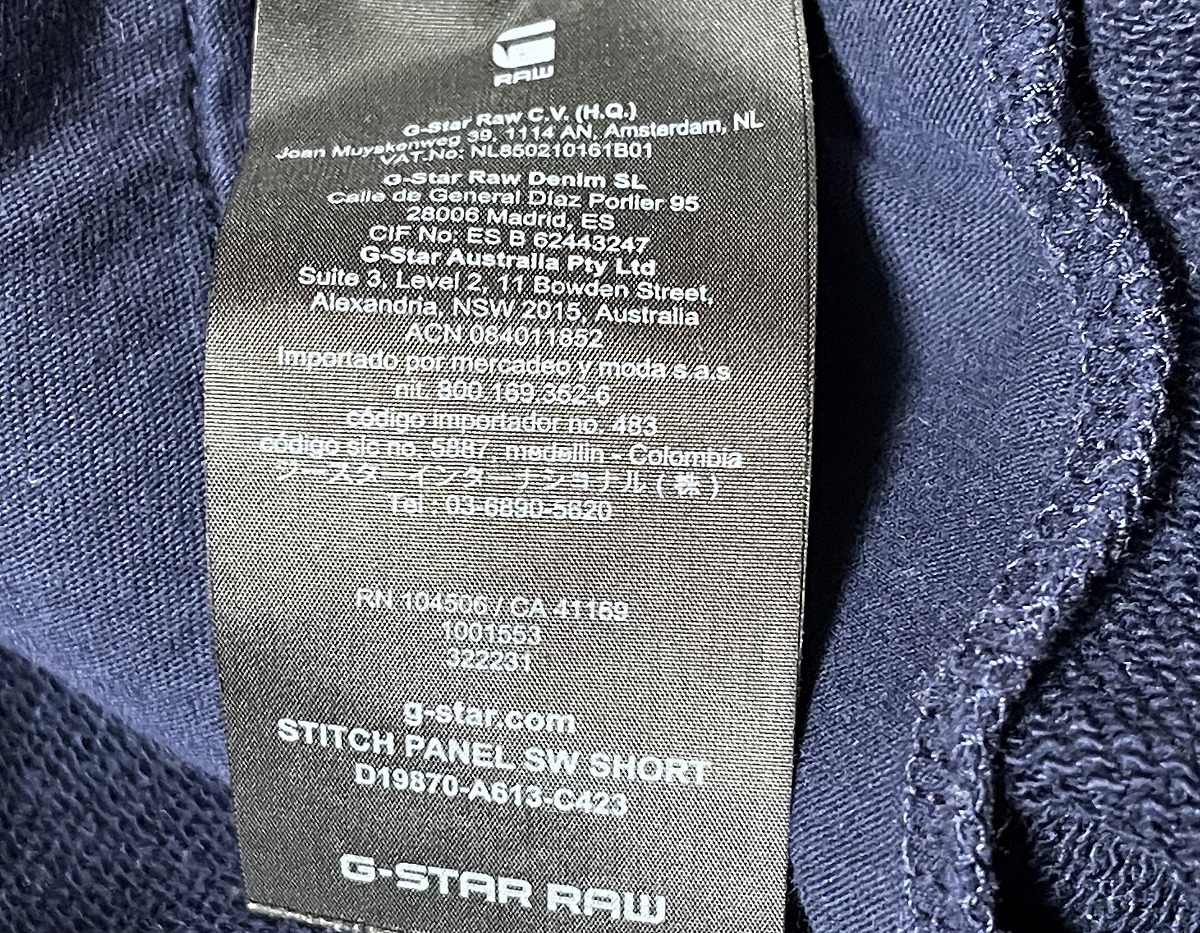 RAW
G-Star Raw C.V. (H.Q.)
Joan Muyskenweg 39, 1114 AN, Amsterdam, NL
VAT-No: NL850210161B01
G-Star Raw Denim SL
Calle de General Díaz Porlier 95
28006 Madrid, ES
CIF No. ES B 62443247
G-Star Australia Pty Ltd
Suite 3, Level 2, 11 Bowden Street,
Alexandria, NSW 2015, Australia
ACN 084011852
Importado por mercadeo y moda s.a.s
nit. 800.169.352-6
código importador no. 483
código sic no. 5887, medellín - Colombia
ジースター インターナショナル ( 株 )
Tel : 03-6890-5620
RN 104506 / CA 41169
1001553
322231
g-star.com
STITCH PANEL SW SHORT
D19870-A613-C423
G-STAR RAW